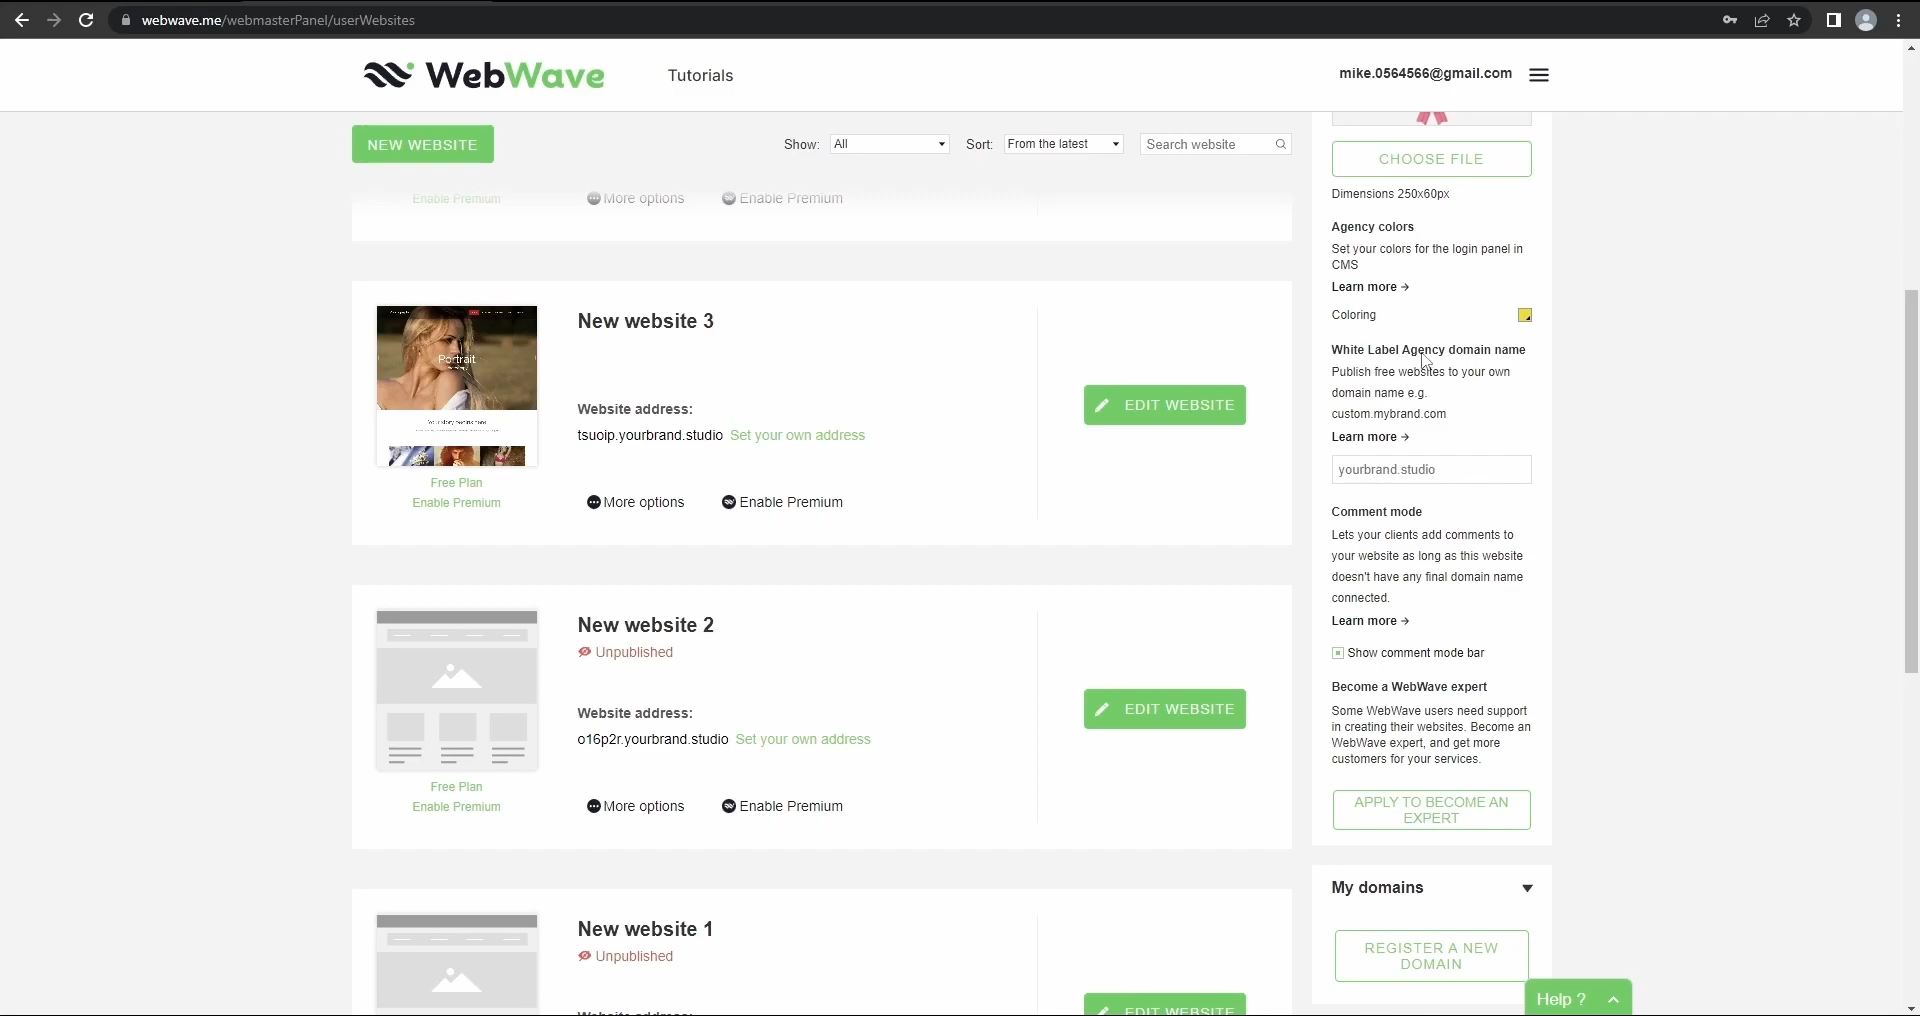 webwave.me/webmasterPanel/userWebsites
WebWave
Tutorials
mike.0564566@gmail.com
NEW WEBSITE
Show:
All
Sort:
From the latest
Search website
Enable Premium
More options
Enable Premium
New website 3
Portrait
Website address:
tsuoip.yourbrand.studio Set your own address
Free Plan
Enable Premium
More options
Enable Premium
EDIT WEBSITE
New website 2
Unpublished
Website address:
o16p2r.yourbrand.studio Set your own address
Free Plan
Enable Premium
More options
Enable Premium
EDIT WEBSITE
New website 1
Unpublished
Website address:
EDIT WEBSITE
CHOOSE FILE
Dimensions 250x60px
Agency colors
Set your colors for the login panel in
CMS
Learn more →
Coloring
White Label Agency domain name
Publish free websites to your own
domain name e.g.
custom.mybrand.com
Learn more →
yourbrand.studio
Comment mode
Lets your clients add comments to
your website as long as this website
doesn't have any final domain name
connected.
Learn more →
Show comment mode bar
Become a WebWave expert
Some WebWave users need support
in creating their websites. Become an
WebWave expert, and get more
customers for your services.
APPLY TO BECOME AN
EXPERT
My domains
REGISTER A NEW
DOMAIN
Help ?